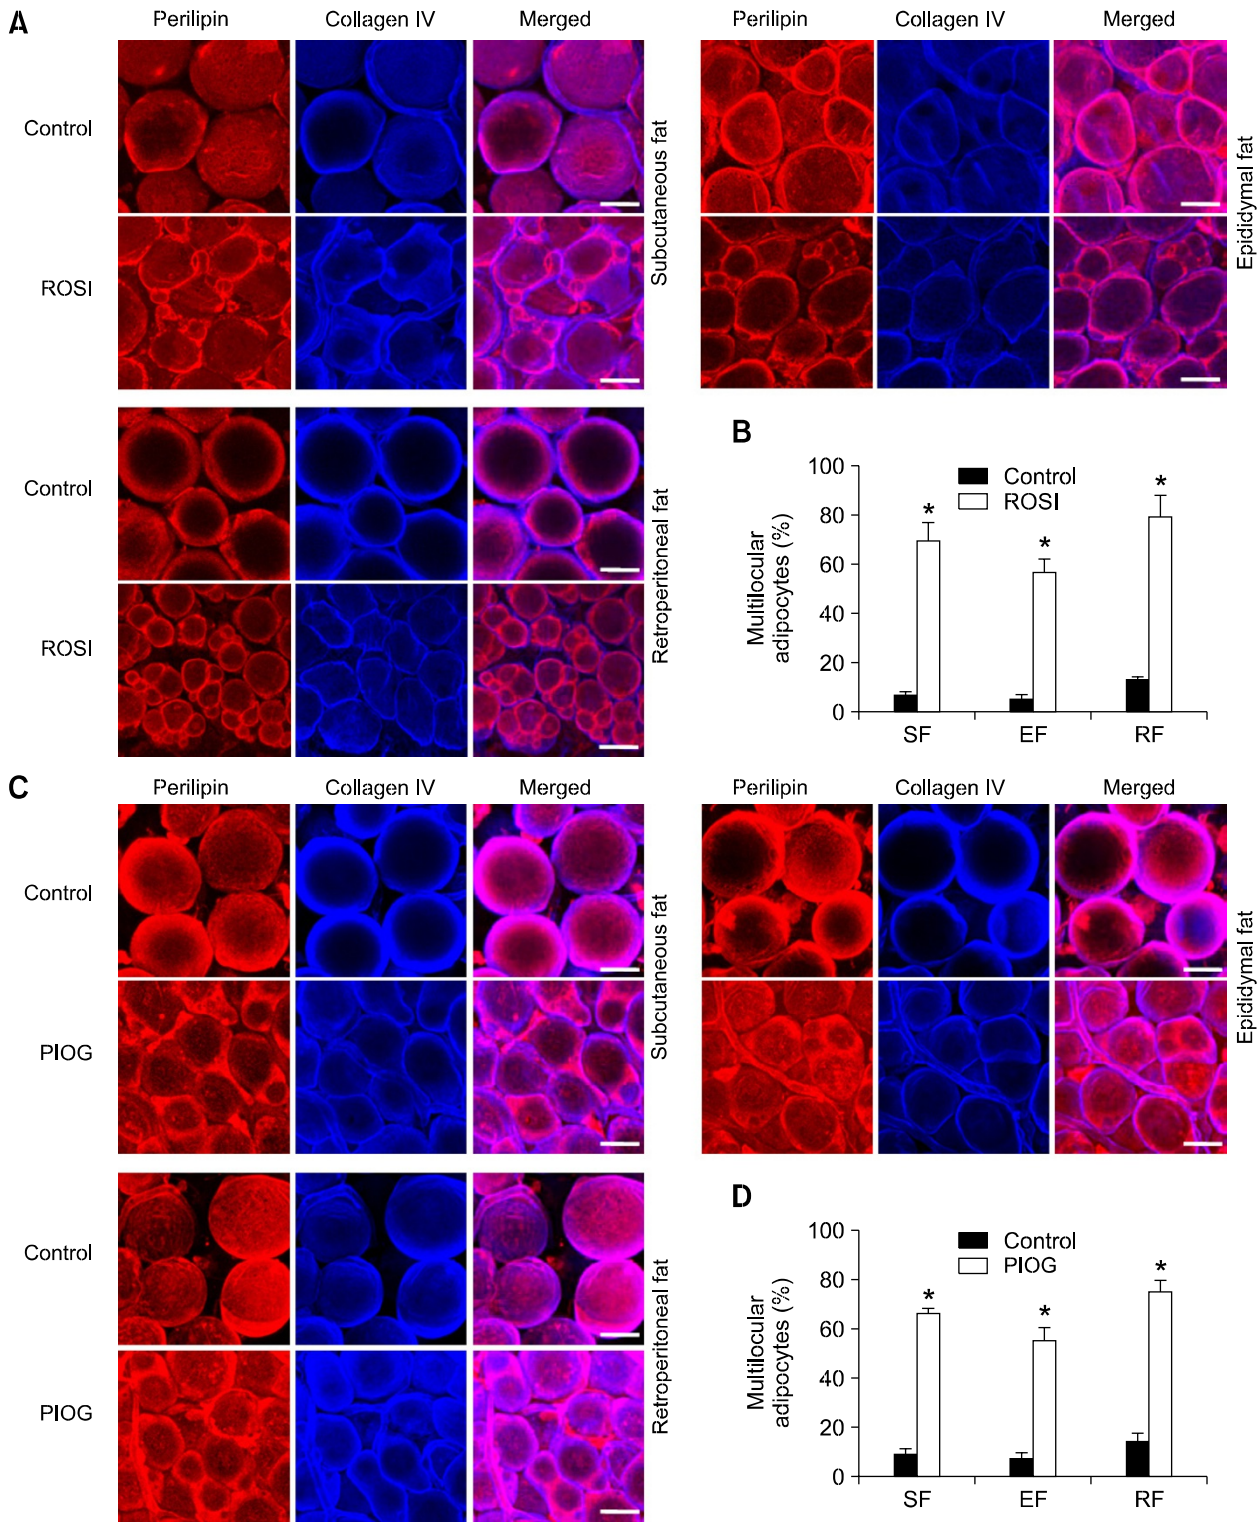 A
Perilipin
Collagen IV
Merged
Control
ROSI
Subcutaneous fat
Control
ROSI
Retroperitoneal fat
Perilipin
Collagen IV
Merged
Epididymal fat
B
Multilocular
adipocytes (%)
100
80
60
40
20
0
Control
ROSI
*
*
*
SF
EF
RF
C
Perilipin
Collagen IV
Merged
Control
PIOG
Subcutaneous fat
Control
PIOG
Retroperitoneal fat
Perilipin
Collagen IV
Merged
Epididymal fat
D
Multilocular
adipocytes (%)
100
80
60
40
20
0
Control
PIOG
*
*
*
SF
EF
RF